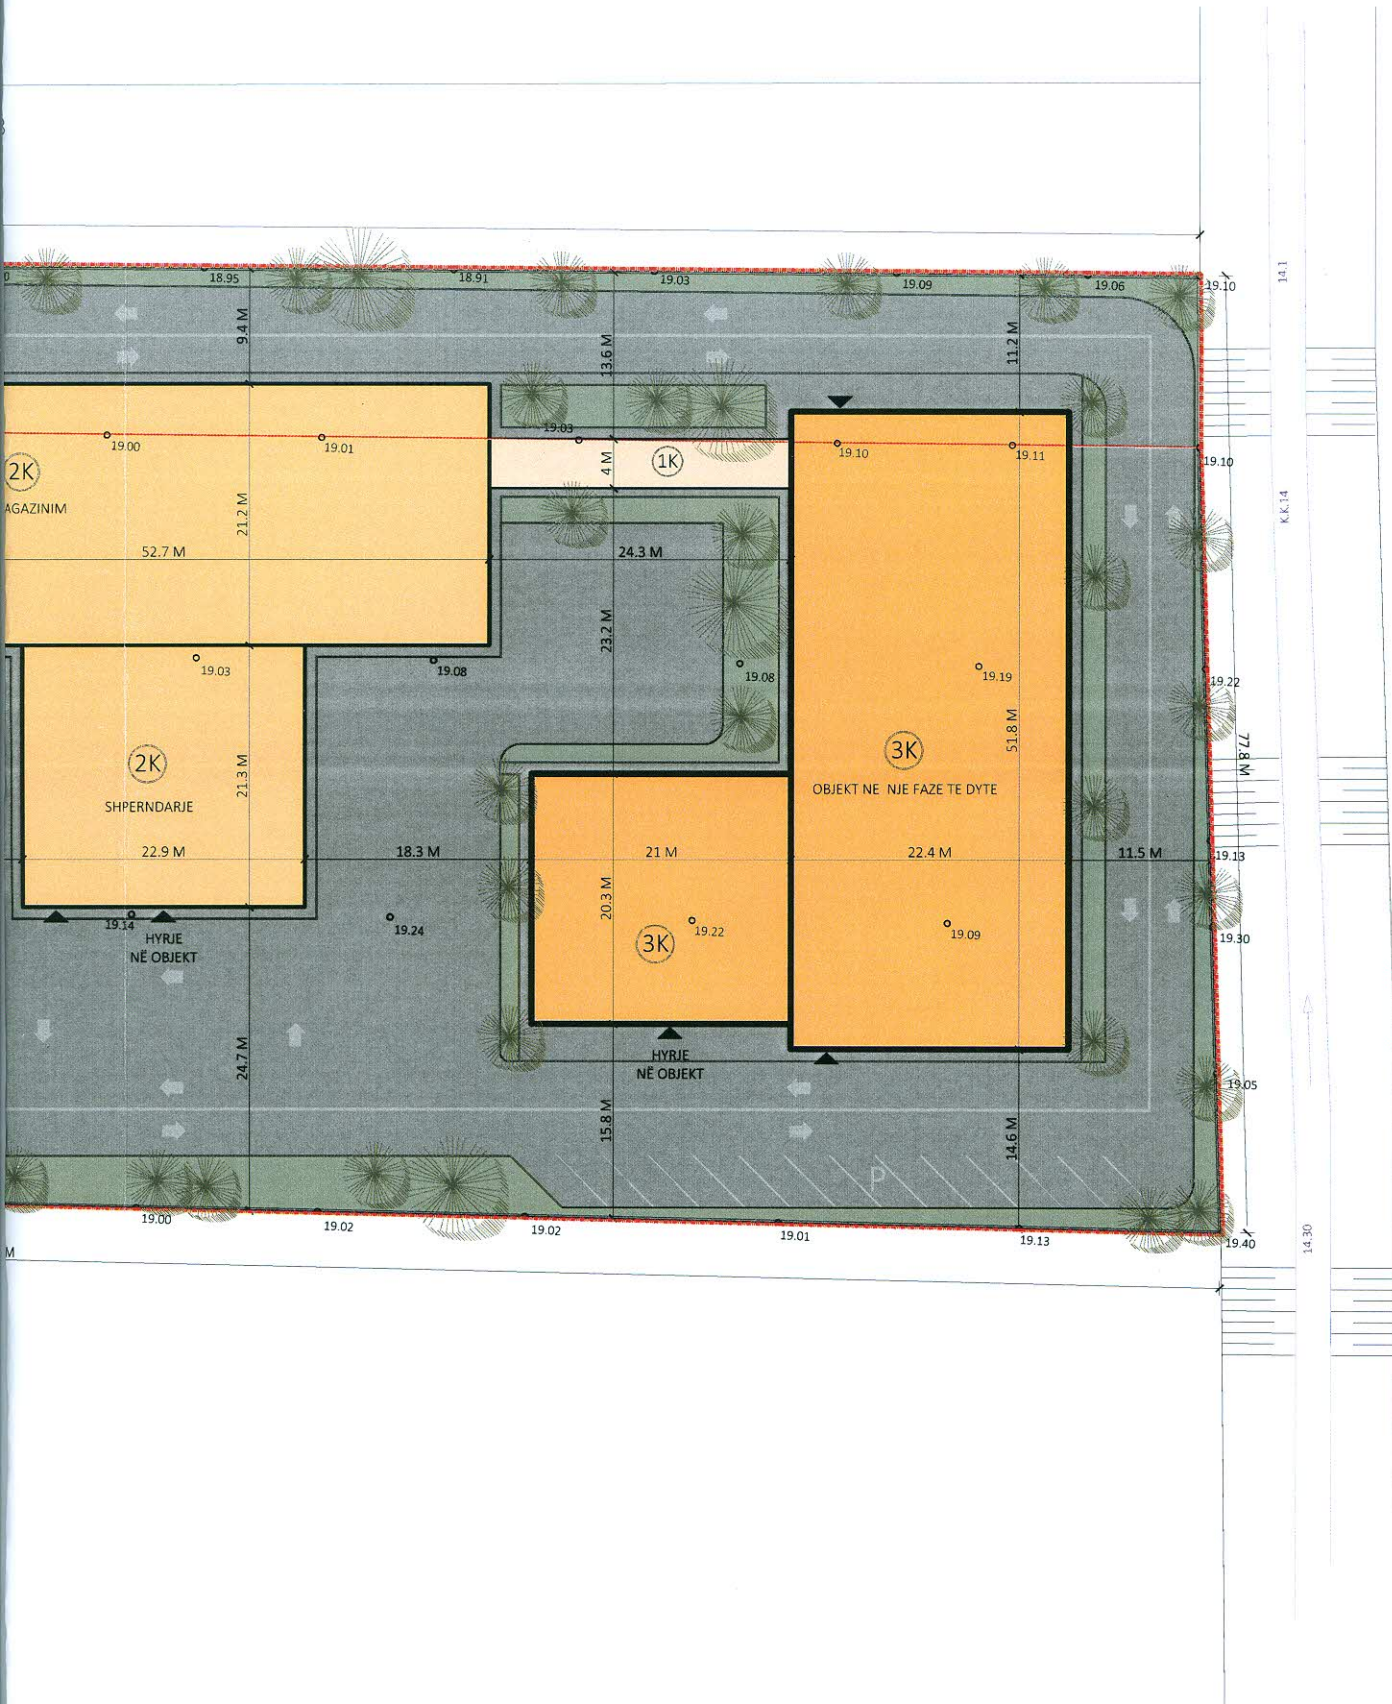 14.1
18.95
18.91
19.03
19.09
19.06
19.10
9.4 M
13.6 M
11.2 M
19.03
19.00
19.01
19.10
19.11
19.10
2K
4 M
1K
K.K.14
AGAZINIM
21.2 M
52.7 M
24.3 M
23.2 M
19.03
19.08
19.08
19.19
19.22
51.8 M
77.8 M
2K
3K
21.3 M
SHPERNDARJE
OBJEKT NE NJE FAZE TE DYTE
22.9 M
18.3 M
21 M
22.4 M
11.5 M
19.13
20.3 M
19.14
19.24
19.22
19.09
19.30
HYRJE
NË OBJEKT
3K
24.7 M
HYRJE
NË OBJEKT
19.05
15.8 M
14.6 M
P
19.00
19.02
19.02
19.01
19.13
19.40
14.30
M